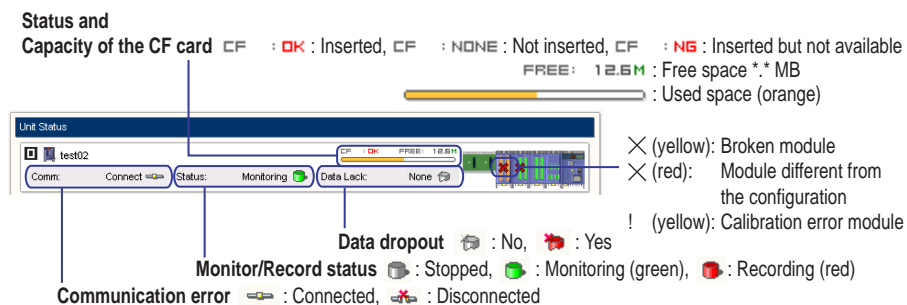 Status and
Capacity of the CF card CF : OK : Inserted, CF : NONE : Not inserted, CF : NG : Inserted but not available
FREE: 12.6M : Free space *.* MB
: Used space (orange)
Unit Status
test02
CF : OK FREE: 12.6M
Comm: Connect Status: Monitoring Data Lack: None
(yellow): Broken module
(red): Module different from
the configuration
! (yellow): Calibration error module
Data dropout : No, : Yes
Monitor/Record status : Stopped, : Monitoring (green), : Recording (red)
Communication error : Connected, : Disconnected